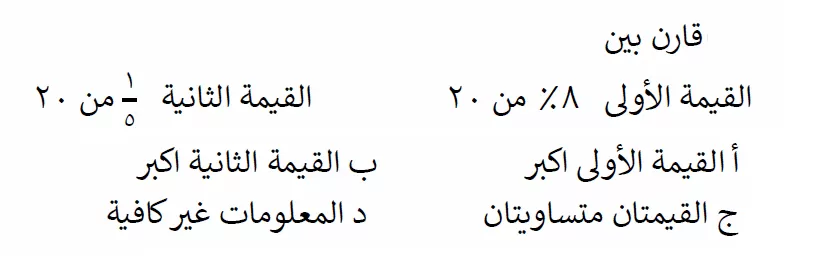 قارن بين
القيمة الأولى ٨٪ من ٢٠ القيمة الثانية ١/٥ من ٢٠
أ القيمة الأولى اكبر ب القيمة الثانية اكبر
ج القيمتان متساويتان د المعلومات غير كافية